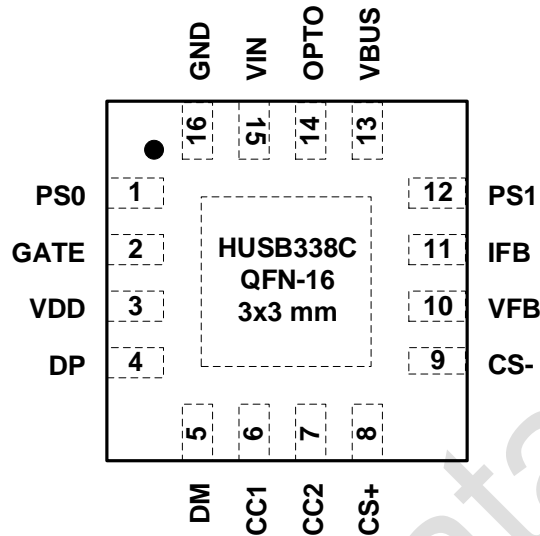 GND VIN OPTO VBUS
16 15 14 13
PS0 1 12 PS1
GATE 2 11 IFB
VDD 3 10 VFB
DP 4 9 CS-
HUSB338C
QFN-16
3x3 mm
5 6 7 8
DM CC1 CC2 CS+